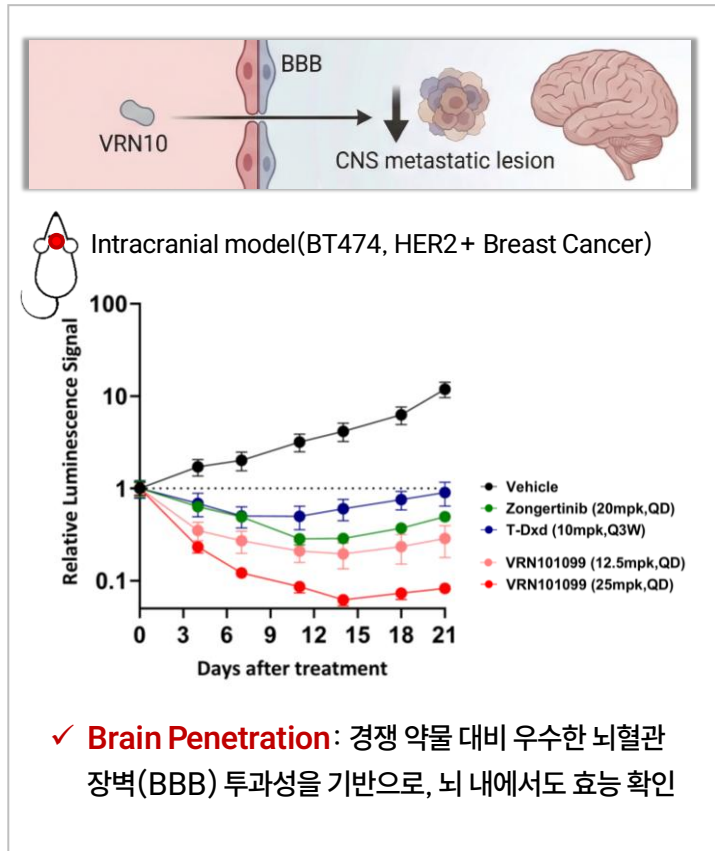 BBB
VRN10
CNS metastatic lesion
Intracranial model(BT474, HER2+ Breast Cancer)
Relative Luminescence Signal
100
10
1
0.1
0 3 6 9 12 15 18 21
Days after treatment
Vehicle
Zongertinib (20mpk,QD)
T-Dxd (10mpk,Q3W)
VRN101099 (12.5mpk,QD)
VRN101099 (25mpk,QD)
✓ Brain Penetration: 경쟁 약물 대비 우수한 뇌혈관
장벽(BBB) 투과성을 기반으로, 뇌 내에서도 효능 확인